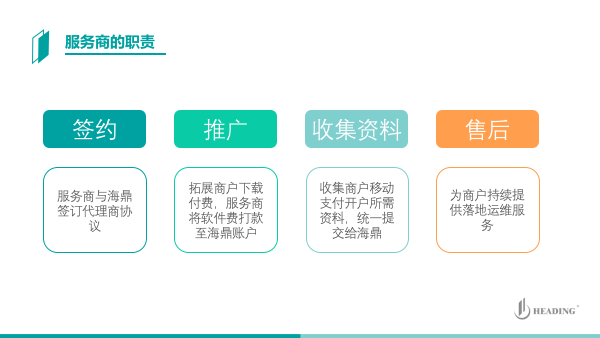 服务商的职责
签约
推广
收集资料
售后
服务商与海鼎
签订代理商协
议
拓展商户下载
付费，服务商
将软件费打款
至海鼎账户
收集商户移动
支付开户所需
资料，统一提
交给海鼎
为商户持续提
供落地运维服
务
HEADING